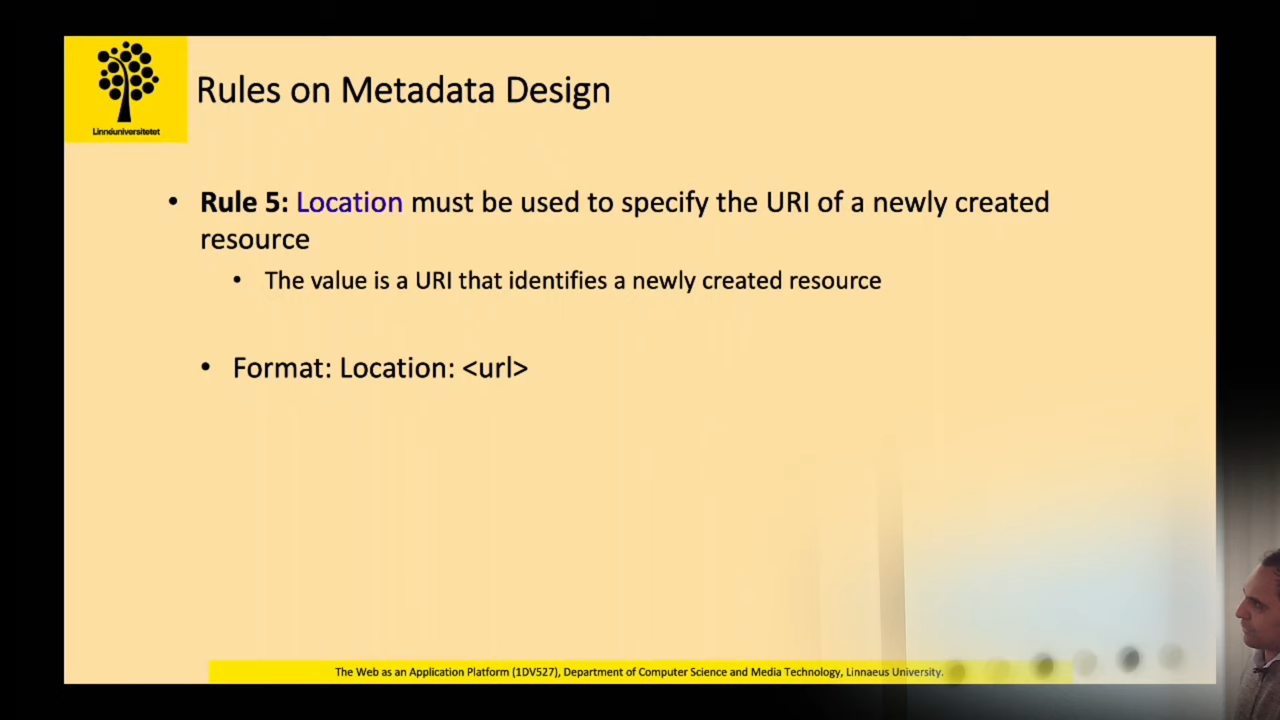 Linnéuniversitetet
Rules on Metadata Design
• Rule 5: Location must be used to specify the URI of a newly created
resource
• The value is a URI that identifies a newly created resource
• Format: Location: <url>
The Web as an Application Platform (1DV527), Department of Computer Science and Media Technology, Linnaeus University.